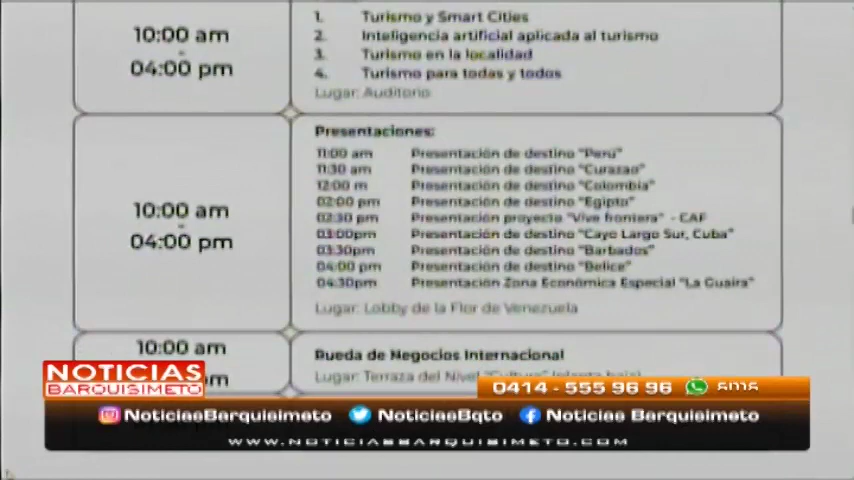 10:00 am
-
04:00 pm
1. Turismo y Smart Cities
2. Inteligencia artificial aplicada al turismo
3. Turismo en la localidad
4. Turismo para todas y todos
Lugar: Auditorio
10:00 am
-
04:00 pm
Presentaciones:
11:00 am Presentación de destino "Perú"
11:30 am Presentación de destino "Curazao"
12:00 m Presentación de destino "Colombia"
02:00 pm Presentación de destino "Egipto"
02:30 pm Presentación proyecto "Vive frontera" - CAF
03:00pm Presentación de destino "Cayo Largo Sur, Cuba"
03:30pm Presentación de destino "Barbados"
04:00 pm Presentación de destino "Belice"
04:30pm Presentación Zona Económica Especial "La Guaira"
Lugar: Lobby de la Flor de Venezuela
10:00 am
pm
Rueda de Negocios Internacional
Lugar: Terraza del Nivel
NOTICIAS
BARQUISIMETO
0414 - 555 96 96
NoticiasBarquisimeto NoticiasBqto Noticias Barquisimeto
WWW.NOTICIASBARQUISIMETO.COM